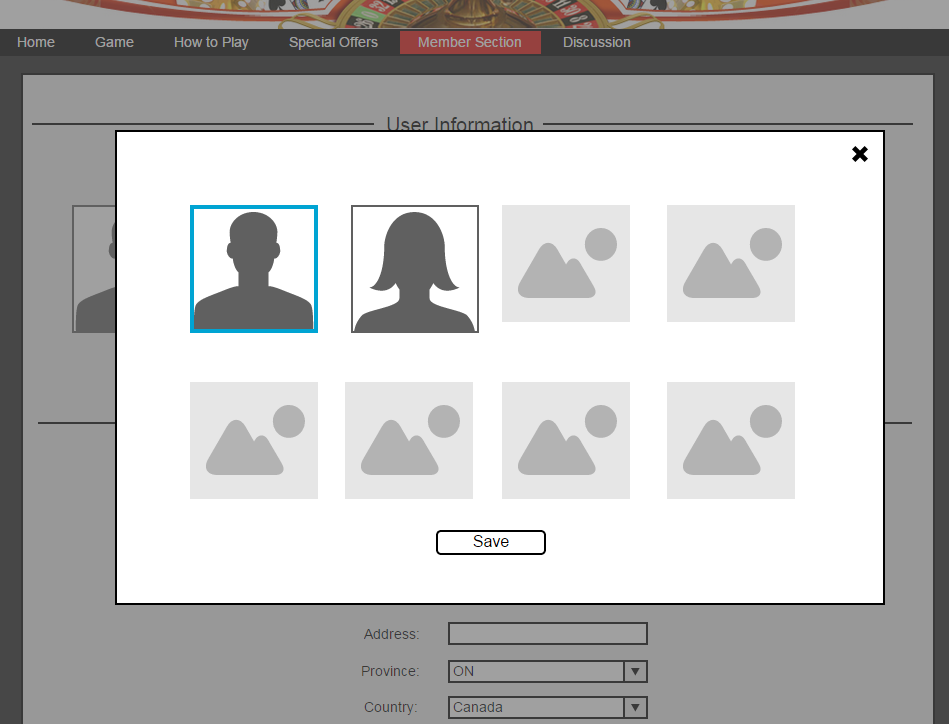 Home Game How to Play Special Offers Member Section Discussion
User Information
Save
Address:
Province: ON
Country: Canada